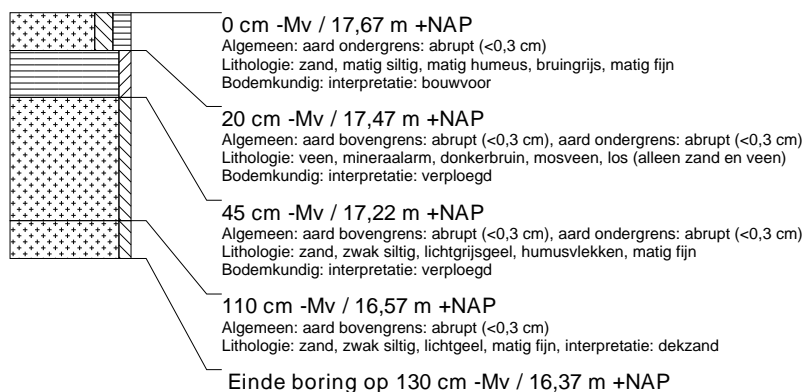 0 cm -Mv / 17,67 m +NAP
Algemeen: aard ondergrens: abrupt (<0,3 cm)
Lithologie: zand, matig siltig, matig humeus, bruingrijs, matig fijn
Bodemkundig: interpretatie: bouwvoor
20 cm -Mv / 17,47 m +NAP
Algemeen: aard bovengrens: abrupt (<0,3 cm), aard ondergrens: abrupt (<0,3 cm)
Lithologie: veen, mineraalarm, donkerbruin, mosveen, los (alleen zand en veen)
Bodemkundig: interpretatie: verploegd
45 cm -Mv / 17,22 m +NAP
Algemeen: aard bovengrens: abrupt (<0,3 cm), aard ondergrens: abrupt (<0,3 cm)
Lithologie: zand, zwak siltig, lichtgrijsgeel, humusvlekken, matig fijn
Bodemkundig: interpretatie: verploegd
110 cm -Mv / 16,57 m +NAP
Algemeen: aard bovengrens: abrupt (<0,3 cm)
Lithologie: zand, zwak siltig, lichtgeel, matig fijn, interpretatie: dekzand
Einde boring op 130 cm -Mv / 16,37 m +NAP